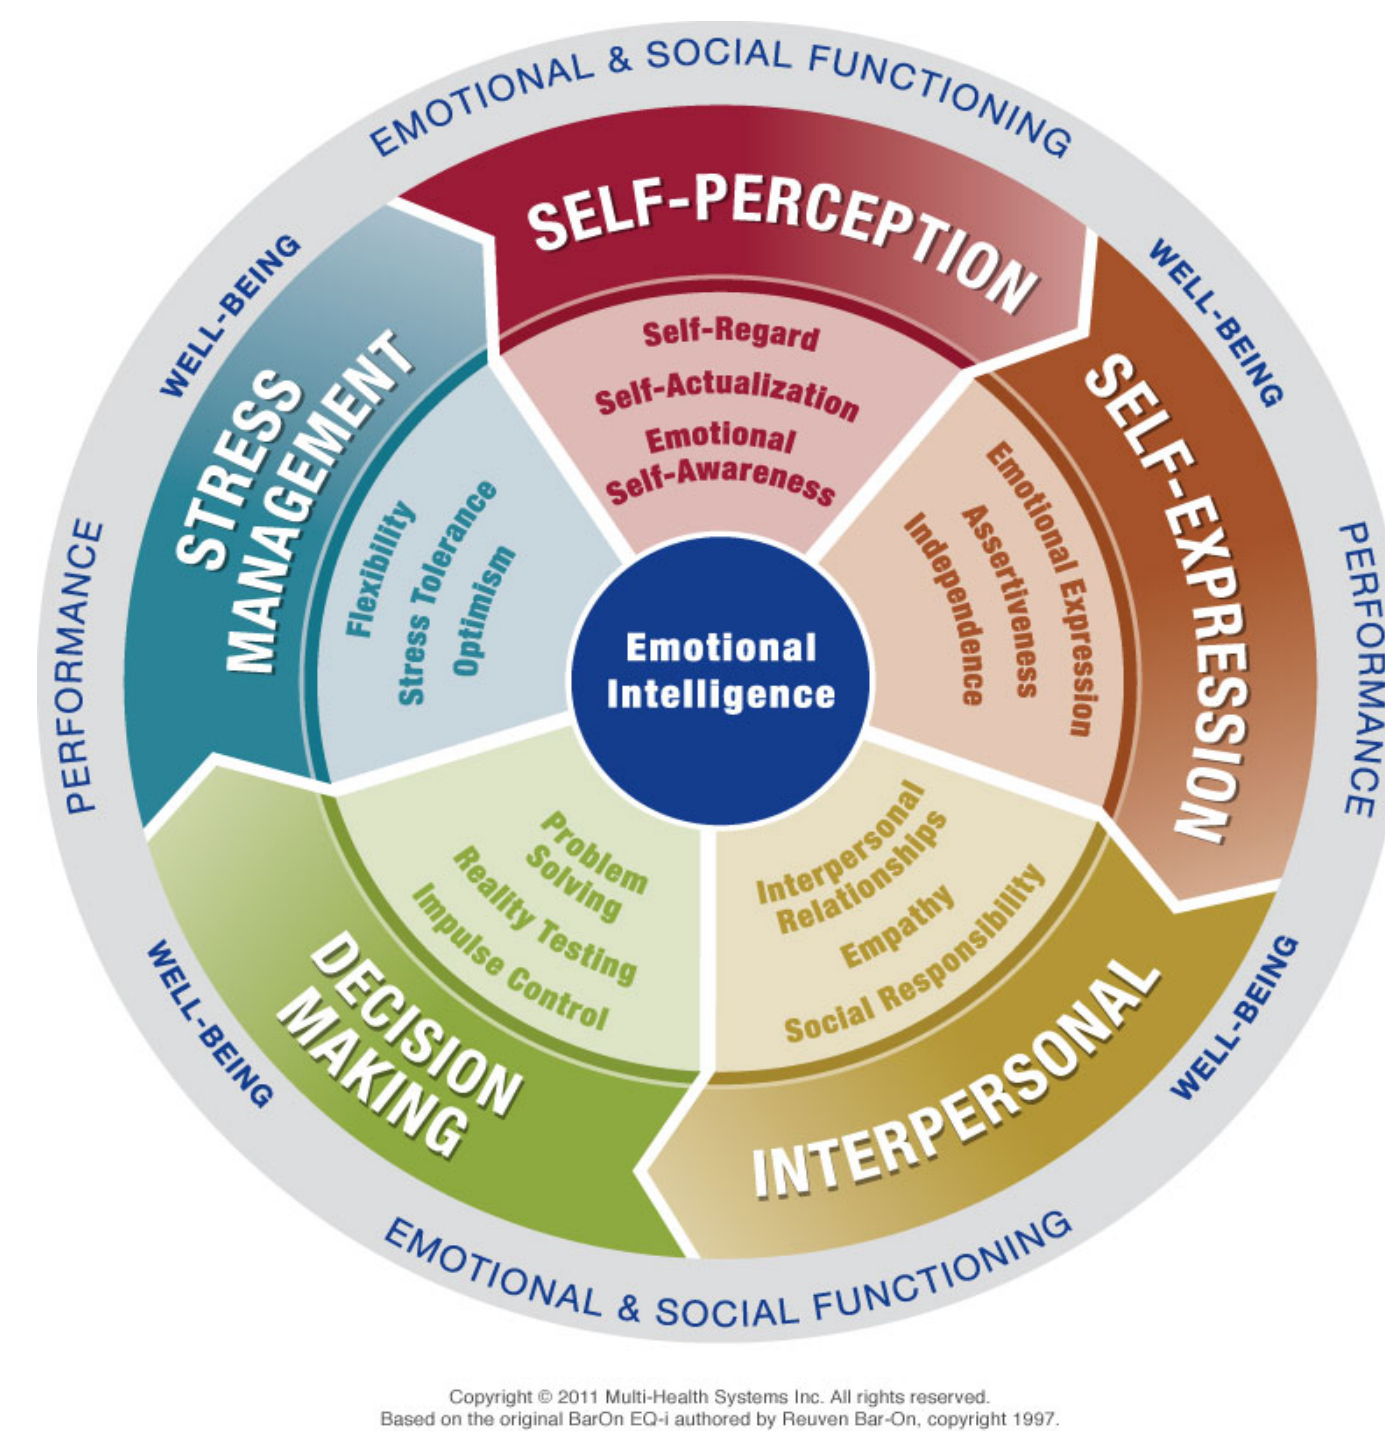 EMOTIONAL & SOCIAL FUNCTIONING
WELL-BEING
WELL-BEING
PERFORMANCE
PERFORMANCE
WELL-BEING
WELL-BEING
EMOTIONAL & SOCIAL FUNCTIONING
SELF-PERCEPTION
Self-Regard
Self-Actualization
Emotional
Self-Awareness
SELF-EXPRESSION
Emotional Expression
Assertiveness
Independence
INTERPERSONAL
Interpersonal
Relationships
Empathy
Social Responsibility
DECISION
MAKING
Problem
Solving
Reality Testing
Impulse Control
STRESS
MANAGEMENT
Flexibility
Stress Tolerance
Optimism
Emotional
Intelligence
Copyright © 2011 Multi-Health Systems Inc. All rights reserved.
Based on the original BarOn EQ-i authored by Reuven Bar-On, copyright 1997.